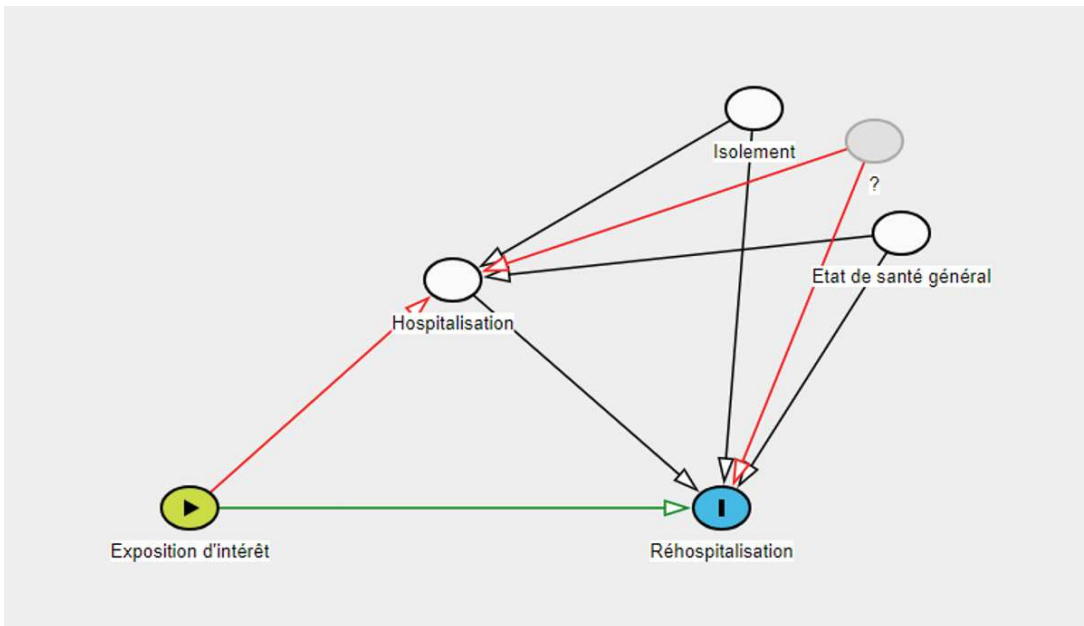 Isolement
?
Etat de santé général
Hospitalisation
Exposition d'intérêt
Réhospitalisation